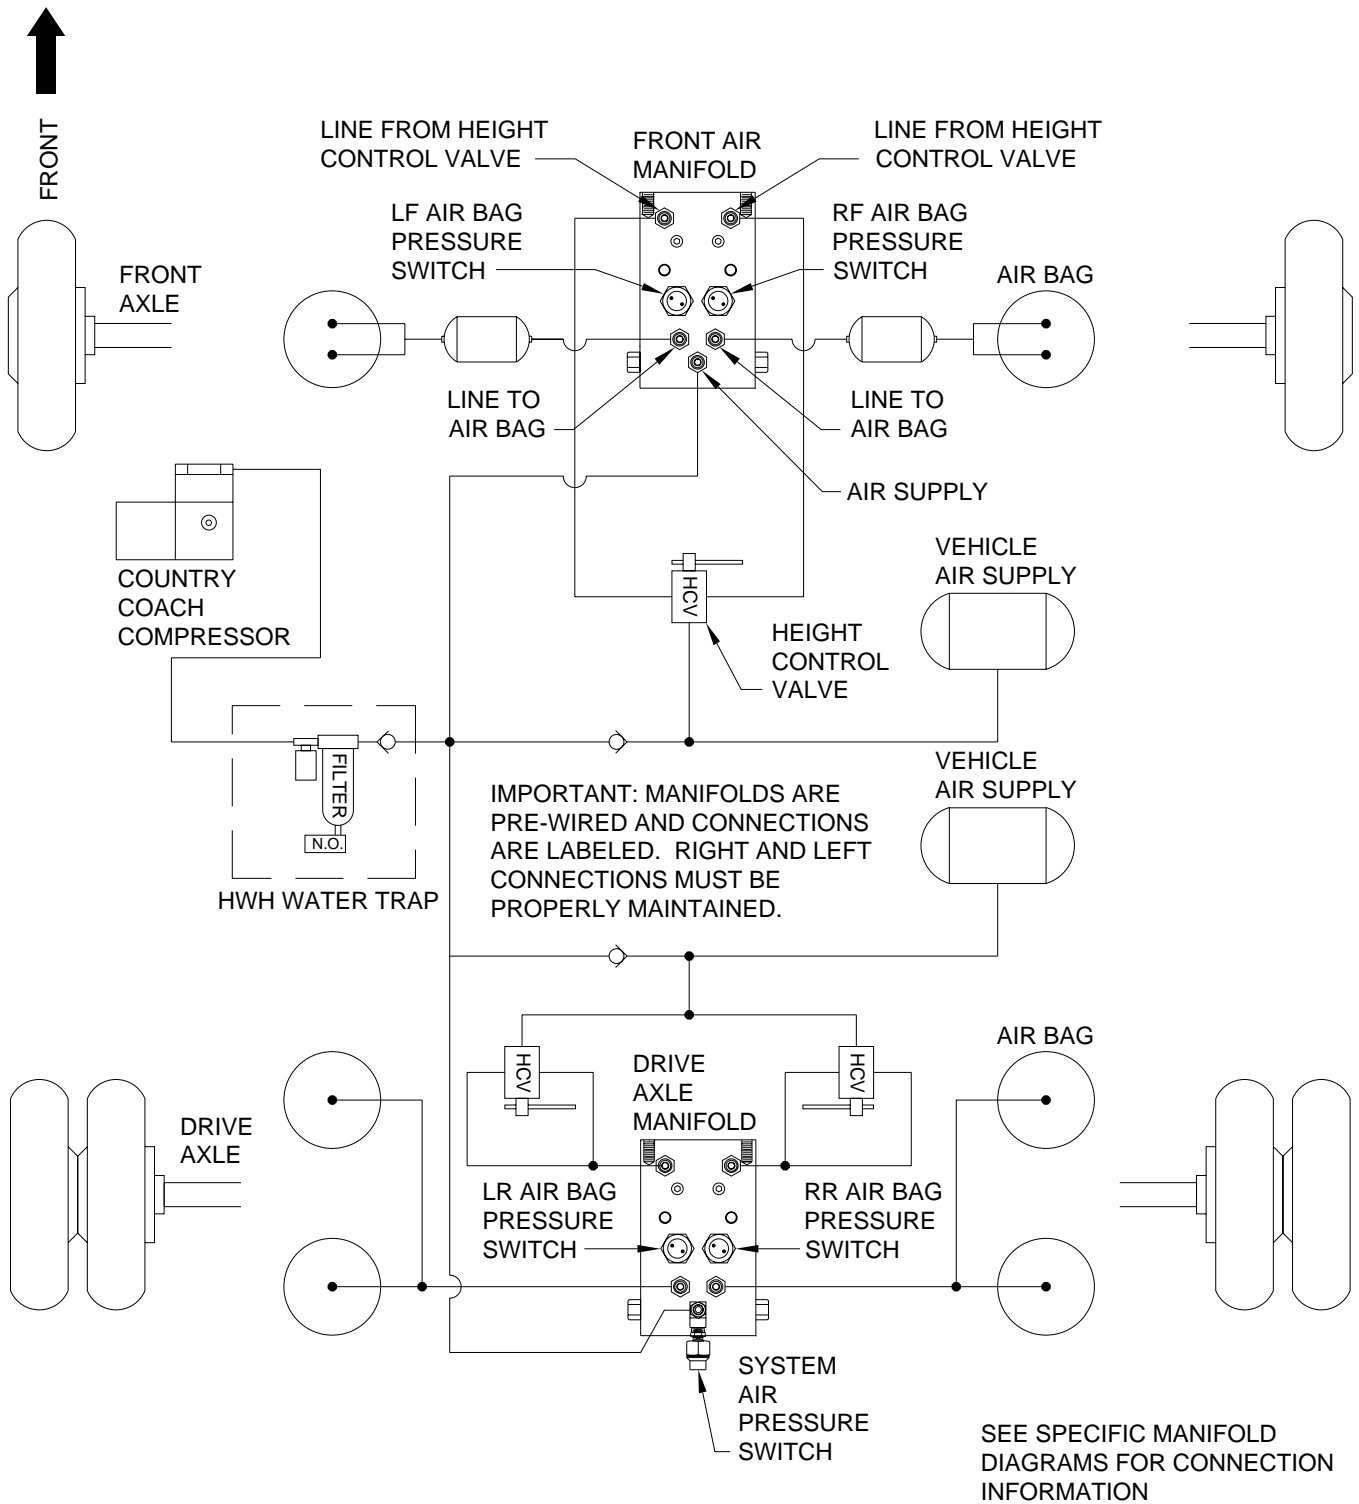 FRONT
LINE FROM HEIGHT
CONTROL VALVE
FRONT AIR
MANIFOLD
LINE FROM HEIGHT
CONTROL VALVE
LF AIR BAG
PRESSURE
SWITCH
RF AIR BAG
PRESSURE
SWITCH
FRONT
AXLE
AIR BAG
LINE TO
AIR BAG
LINE TO
AIR BAG
AIR SUPPLY
COUNTRY
COACH
COMPRESSOR
HCV
HEIGHT
CONTROL
VALVE
VEHICLE
AIR SUPPLY
FILTER
N.O.
HWH WATER TRAP
IMPORTANT: MANIFOLDS ARE
PRE-WIRED AND CONNECTIONS
ARE LABELED.  RIGHT AND LEFT
CONNECTIONS MUST BE
PROPERLY MAINTAINED.
VEHICLE
AIR SUPPLY
HCV
DRIVE
AXLE
MANIFOLD
HCV
AIR BAG
DRIVE
AXLE
LR AIR BAG
PRESSURE
SWITCH
RR AIR BAG
PRESSURE
SWITCH
SYSTEM
AIR
PRESSURE
SWITCH
SEE SPECIFIC MANIFOLD
DIAGRAMS FOR CONNECTION
INFORMATION